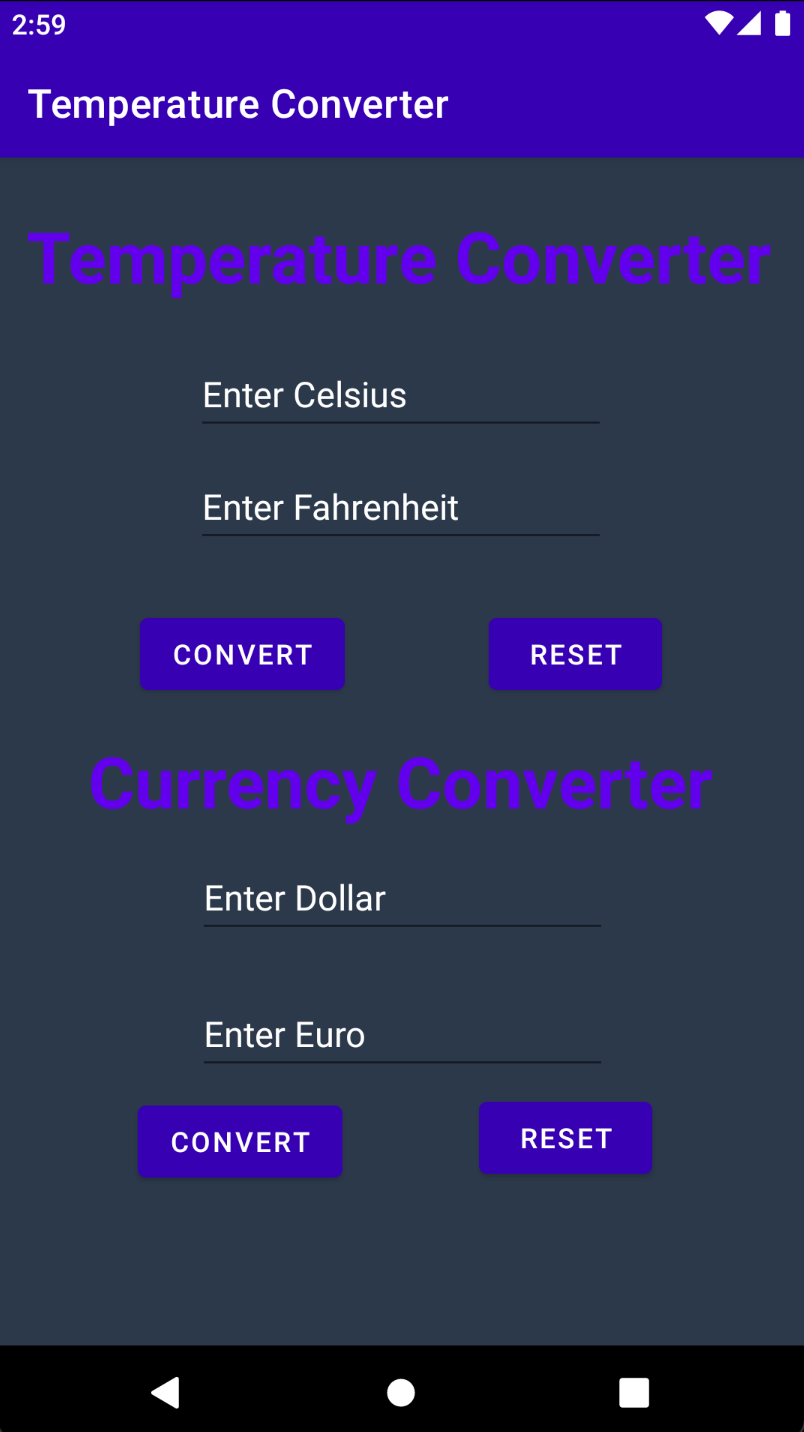 2:59
Temperature Converter
Temperature Converter
Enter Celsius
Enter Fahrenheit
CONVERT RESET
Currency Converter
Enter Dollar
Enter Euro
CONVERT RESET